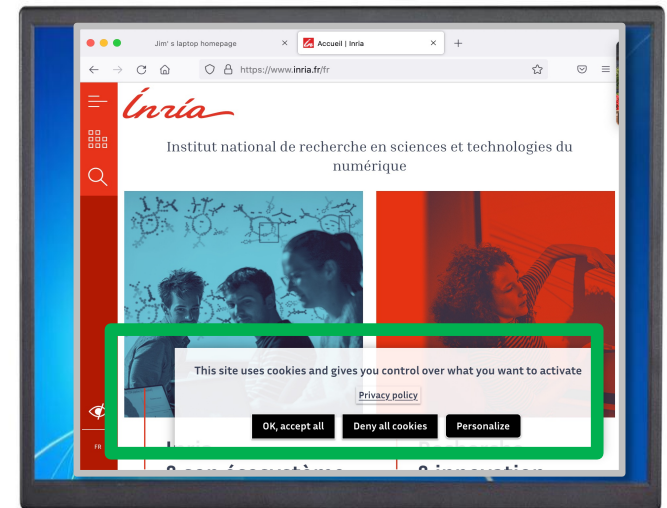 Jim' s laptop homepage
Accueil | Inria
https://www.inria.fr/fr
Inría
Institut national de recherche en sciences et technologies du
numérique
This site uses cookies and gives you control over what you want to activate
Privacy policy
OK, accept all
Deny all cookies
Personalize
FR